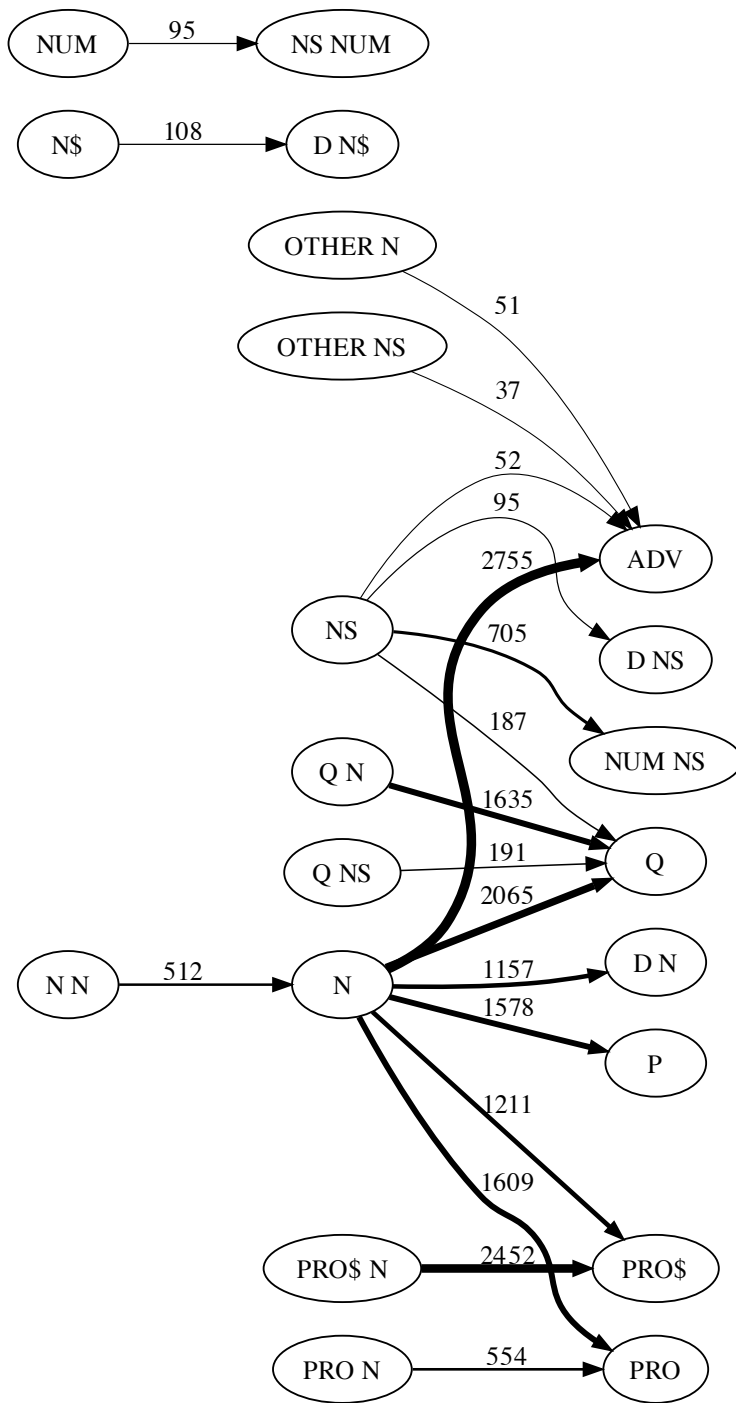 NUM 95 NS NUM
N$ 108 D N$
OTHER N
51
OTHER NS
37
52
95
2755 ADV
NS
705 D NS
187
NUM NS
Q N
1635
Q NS 191 Q
2065
N N 512 N 1157 D N
1578
P
1211
1609
PRO$ N 2452 PRO$
PRO N 554 PRO